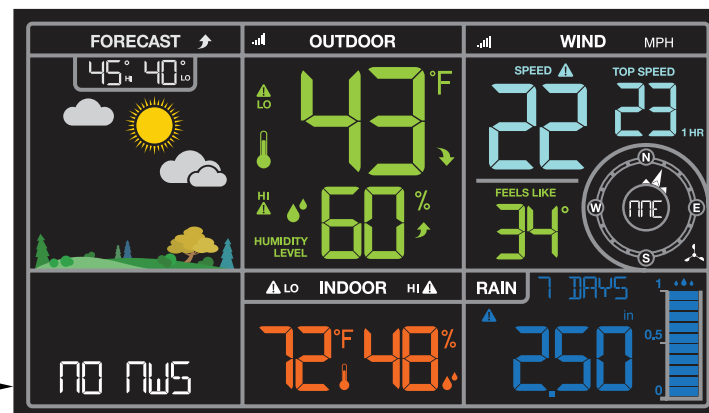 FORECAST
45° HI 40° LO
OUTDOOR
LO
43°F
HI
60%
HUMIDITY
LEVEL
WIND MPH
SPEED
TOP SPEED
22
23
1 HR
FEELS LIKE
34°
N
W
NNE
E
S
NO NWS
LO INDOOR HI
72°F 48%
RAIN 7 DAYS
in
2.50
1
0.5
0